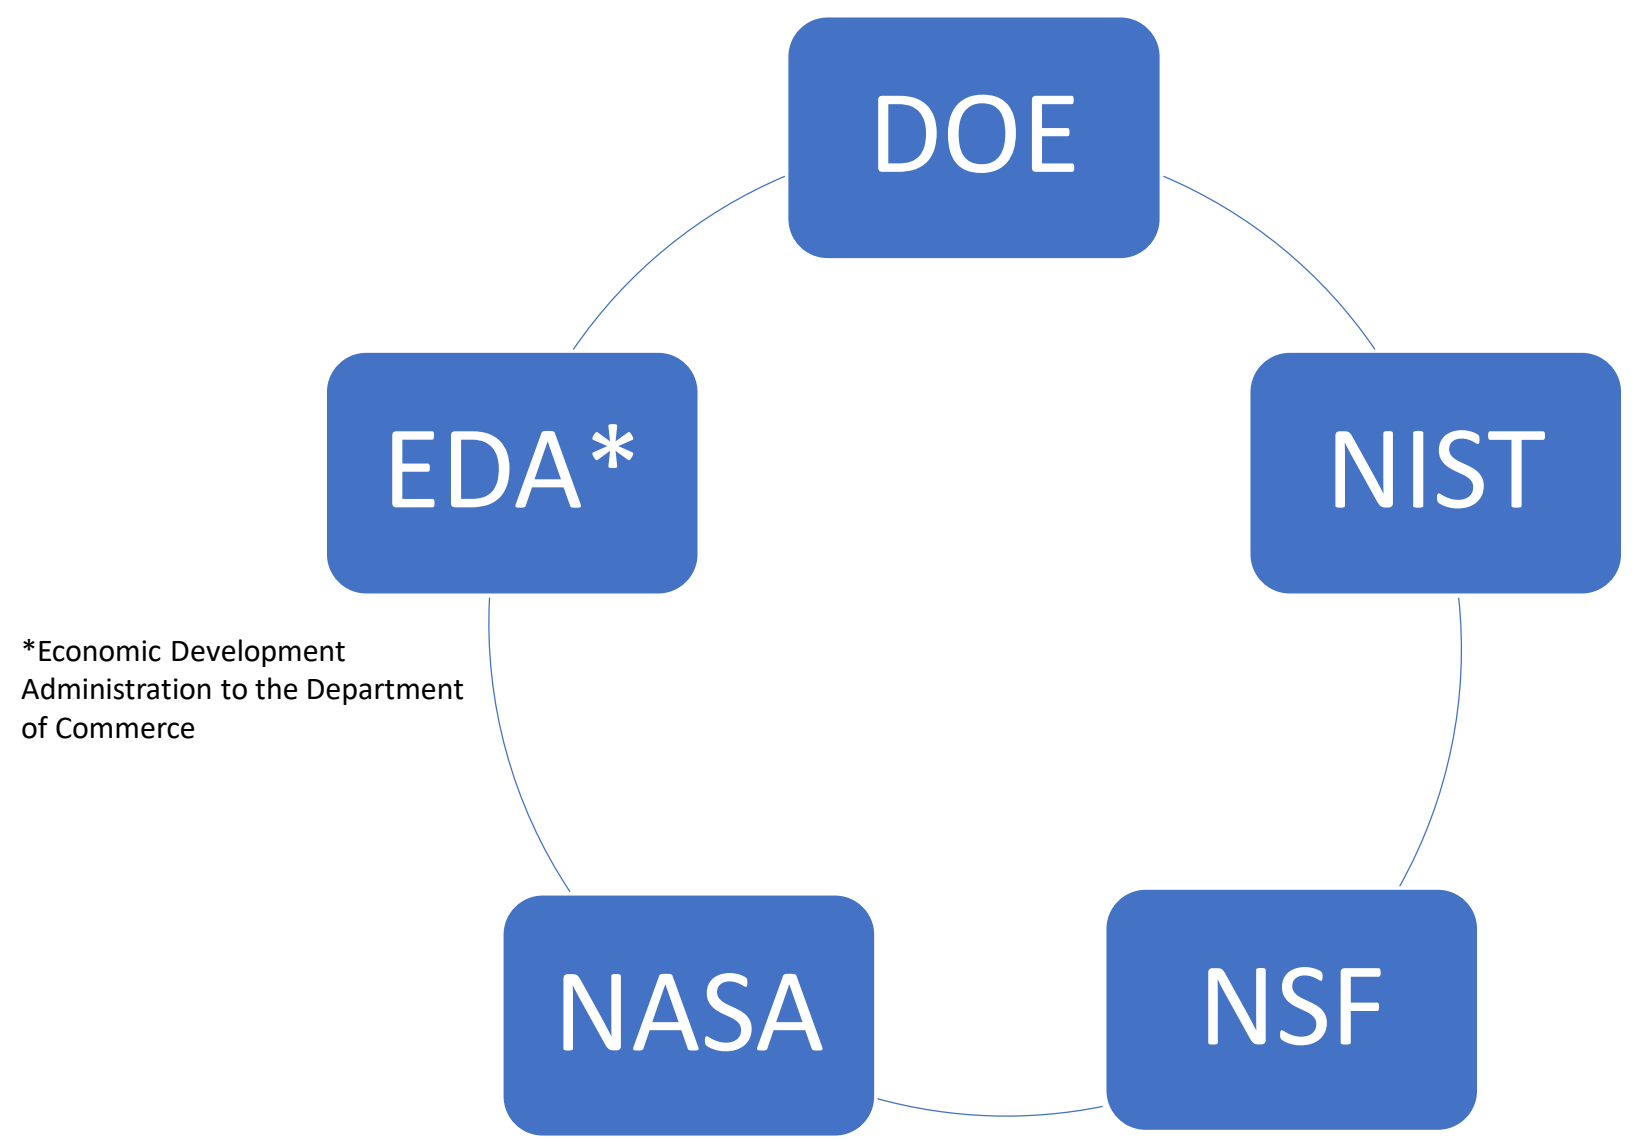 DOE
EDA*
NIST
*Economic Development
Administration to the Department
of Commerce
NASA
NSF